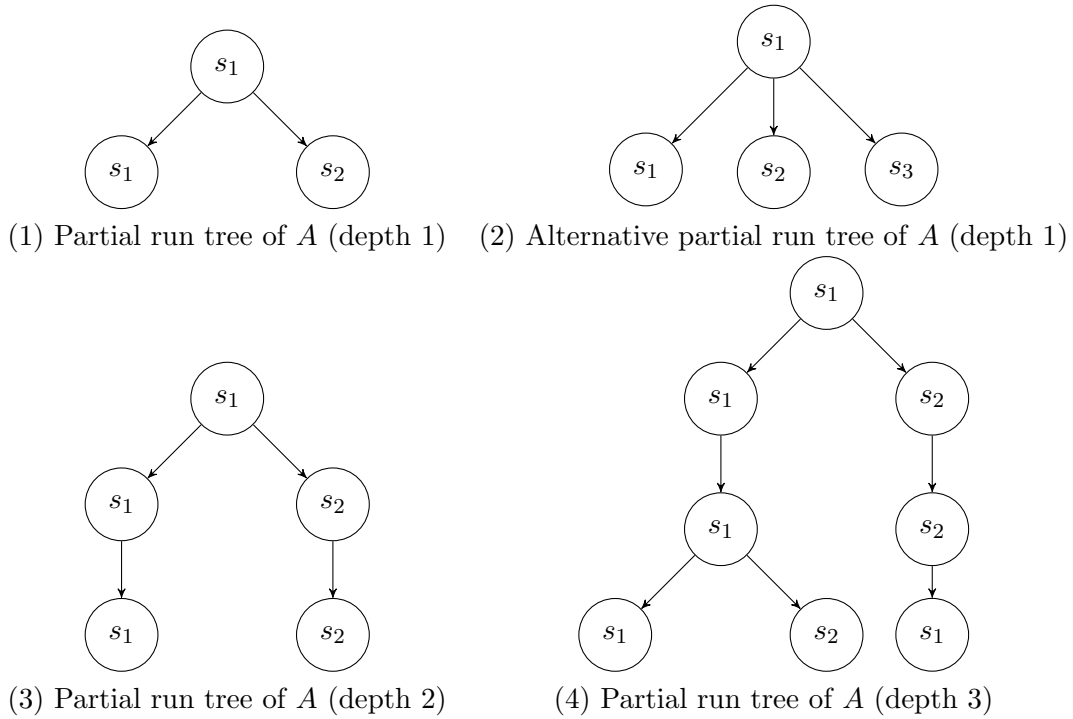 s₁
s₁ s₂
(1) Partial run tree of A (depth 1)
s₁
s₁ s₂ s₃
(2) Alternative partial run tree of A (depth 1)
s₁
s₁ s₂
s₁ s₂
(3) Partial run tree of A (depth 2)
s₁
s₁ s₂
s₁ s₂
s₁ s₂ s₁
(4) Partial run tree of A (depth 3)